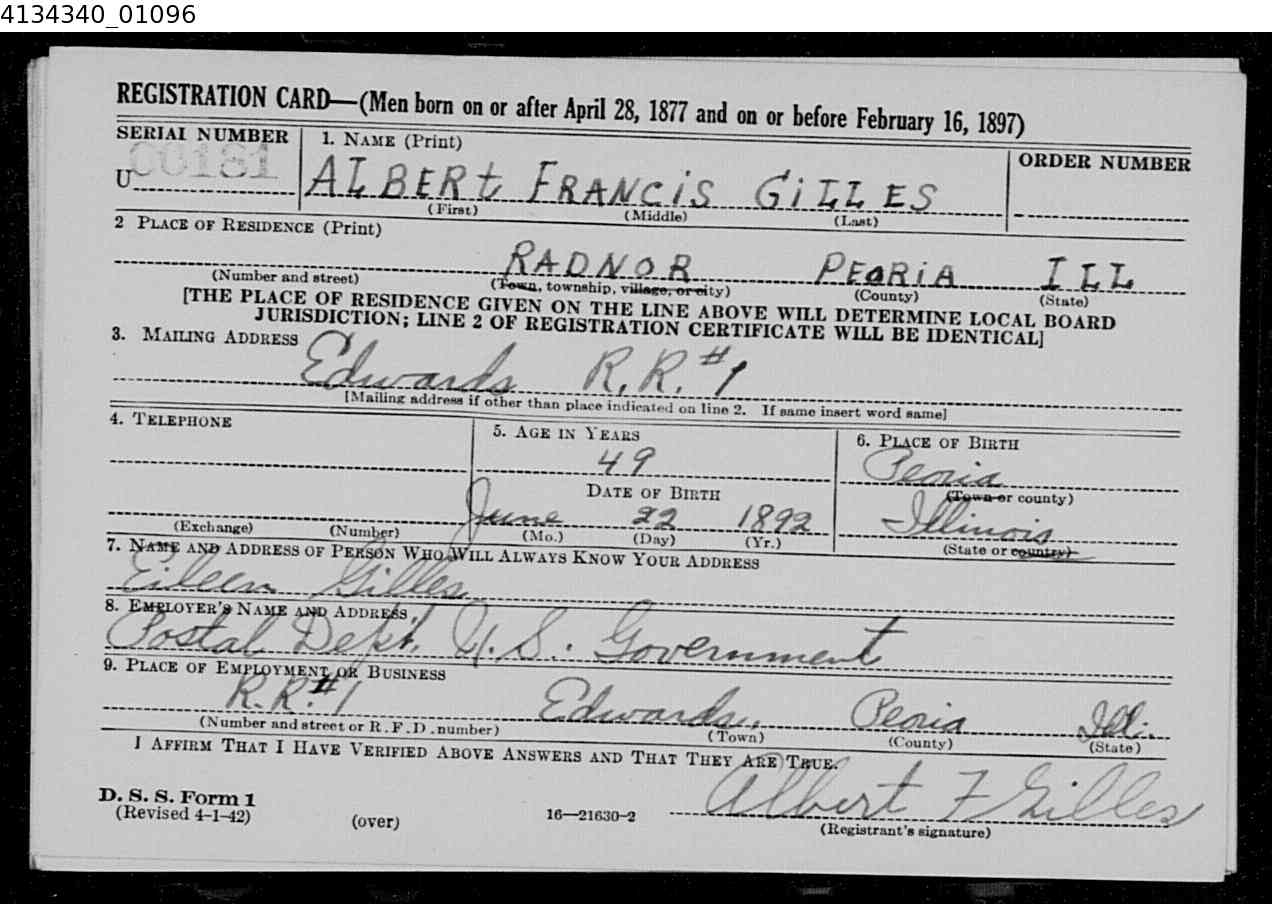 4134340_01096
REGISTRATION CARD—(Men born on or after April 28, 1877 and on or before February 16, 1897)
SERIAL NUMBER
1. NAME (Print)
ORDER NUMBER
U 00181
ALBERt FRANCiS GiLLES
(First) (Middle) (Last)
2 PLACE OF RESIDENCE (Print)
RADNOR PEORiA ILL
(Number and street) (Town, township, village, or city) (County) (State)
[THE PLACE OF RESIDENCE GIVEN ON THE LINE ABOVE WILL DETERMINE LOCAL BOARD
JURISDICTION; LINE 2 OF REGISTRATION CERTIFICATE WILL BE IDENTICAL]
3. MAILING ADDRESS
Edwards R.R. #1
[Mailing address if other than place indicated on line 2. If same insert word same]
4. TELEPHONE
5. AGE IN YEARS
6. PLACE OF BIRTH
49
Peoria
DATE OF BIRTH
(Town or county)
June 22 1892
Illinois
(Exchange) (Number) (Mo.) (Day) (Yr.) (State or country)
7. NAME AND ADDRESS OF PERSON WHO WILL ALWAYS KNOW YOUR ADDRESS
Eileen Gilles
8. EMPLOYER'S NAME AND ADDRESS
Postal Dept. U.S. Government
9. PLACE OF EMPLOYMENT OR BUSINESS
R.R. #1 Edwards, Peoria Ill.
(Number and street or R. F. D. number) (Town) (County) (State)
I AFFIRM THAT I HAVE VERIFIED ABOVE ANSWERS AND THAT THEY ARE TRUE.
D. S. S. Form 1
(Revised 4-1-42)
(over)
16—21630-2
Albert F Gilles
(Registrant's signature)